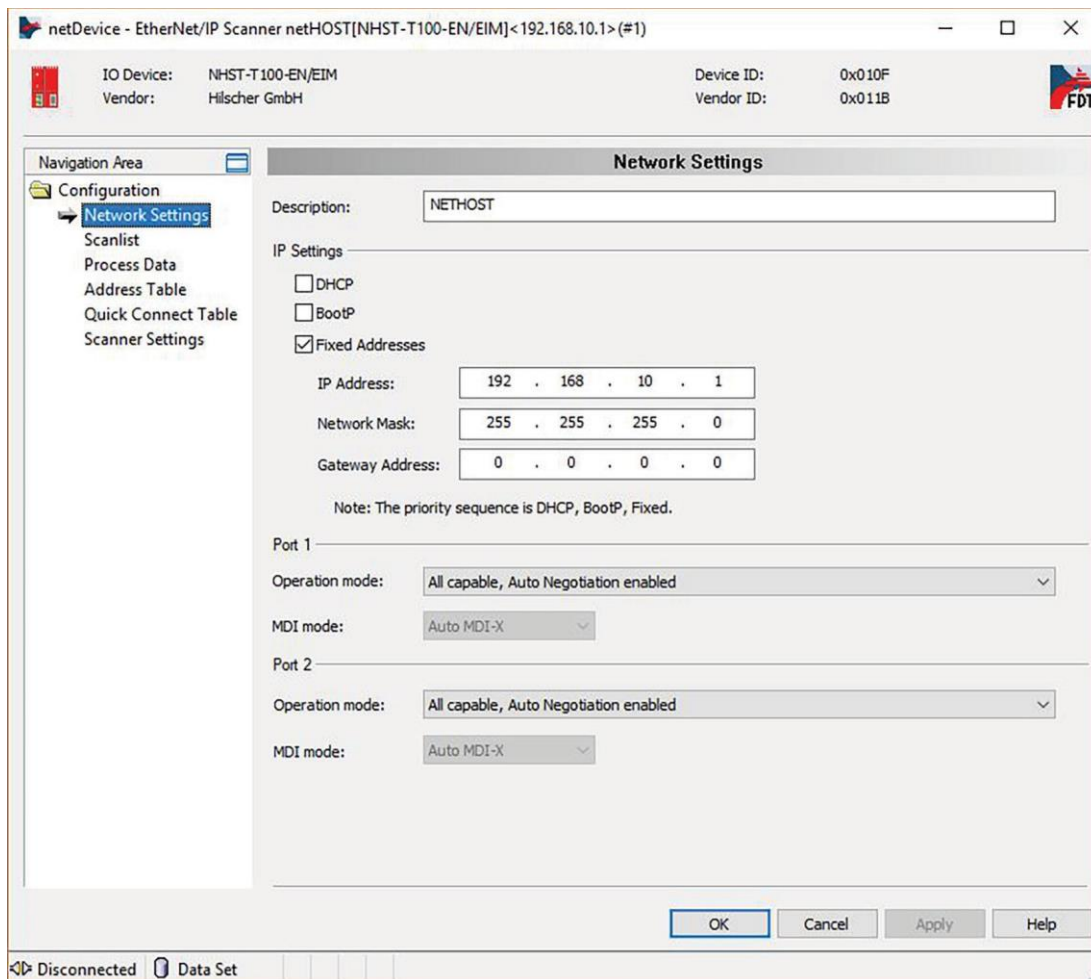 netDevice - EtherNet/IP Scanner netHOST[NHST-T100-EN/EIM]<192.168.10.1>(#1)
IO Device: NHST-T100-EN/EIM Device ID: 0x010F
Vendor: Hilscher GmbH Vendor ID: 0x011B
FDT
Navigation Area
Configuration
Network Settings
Scanlist
Process Data
Address Table
Quick Connect Table
Scanner Settings
Network Settings
Description: NETHOST
IP Settings
DHCP
BootP
Fixed Addresses
IP Address: 192 . 168 . 10 . 1
Network Mask: 255 . 255 . 255 . 0
Gateway Address: 0 . 0 . 0 . 0
Note: The priority sequence is DHCP, BootP, Fixed.
Port 1
Operation mode: All capable, Auto Negotiation enabled
MDI mode: Auto MDI-X
Port 2
Operation mode: All capable, Auto Negotiation enabled
MDI mode: Auto MDI-X
OK Cancel Apply Help
Disconnected Data Set